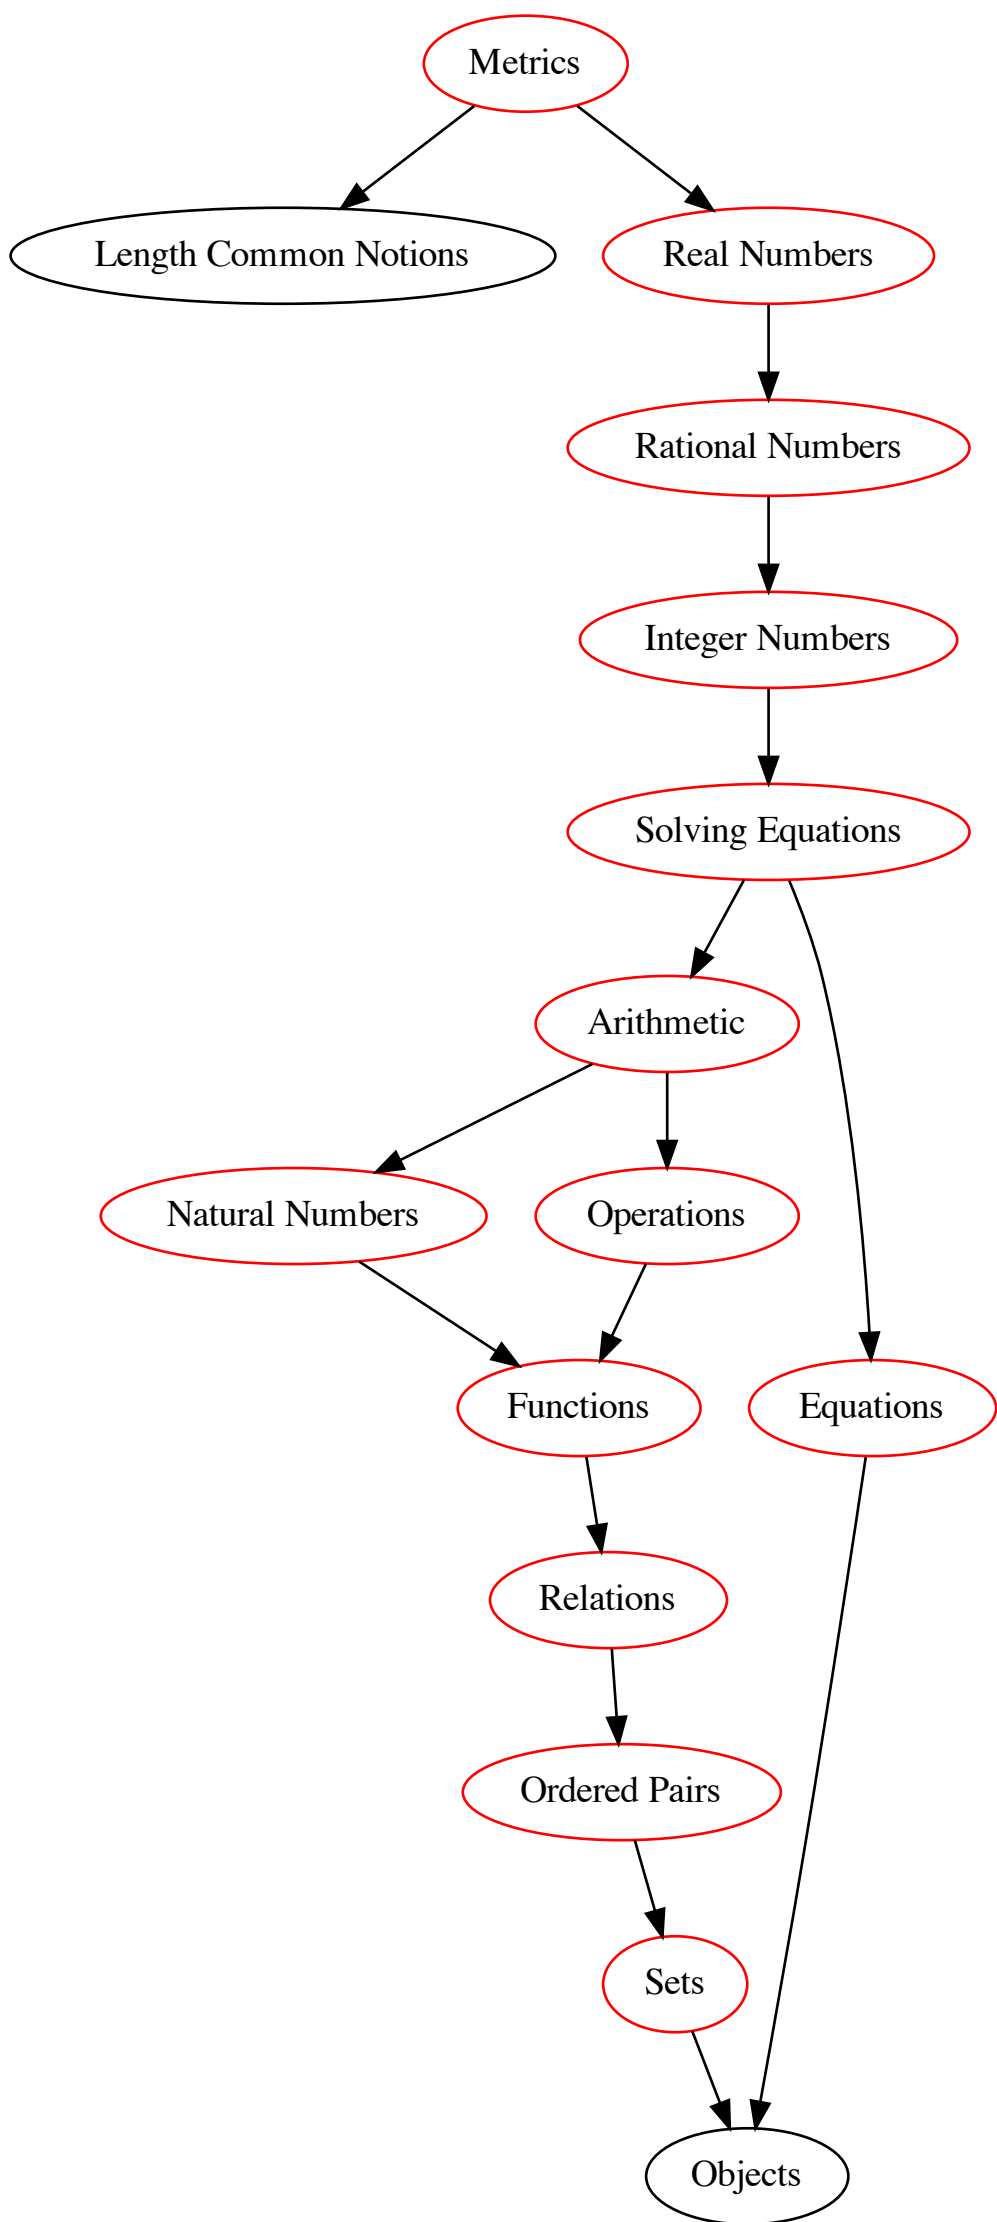 Metrics
Length Common Notions
Real Numbers
Rational Numbers
Integer Numbers
Solving Equations
Arithmetic
Natural Numbers
Operations
Functions
Equations
Relations
Ordered Pairs
Sets
Objects